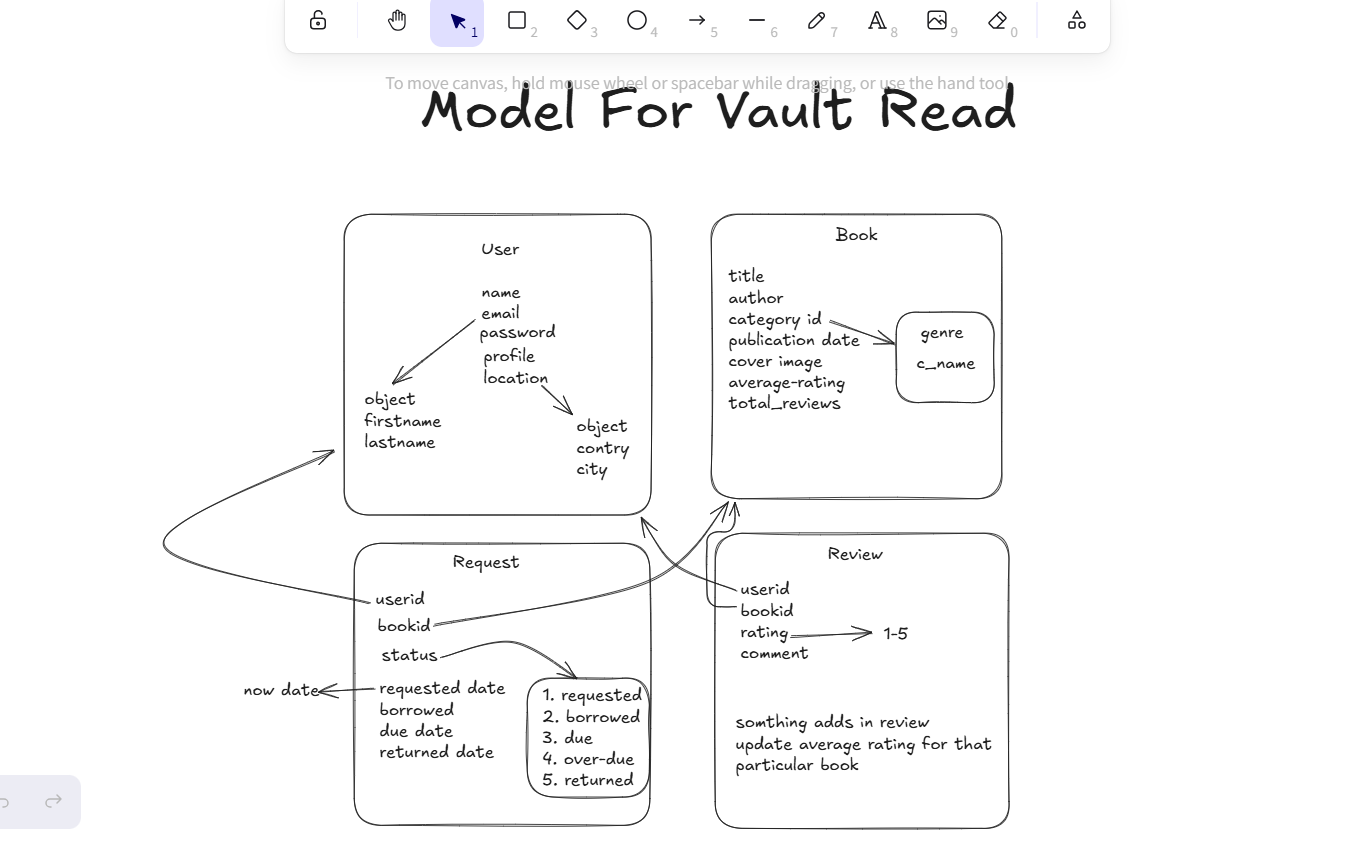 1
2
3
4
5
6
7
8
9
0
To move canvas, hold mouse wheel or spacebar while dragging, or use the hand tool
Model For Vault Read
User
name
email
password
profile
location
object
firstname
lastname
object
contry
city
Book
title
author
category id
publication date
cover image
average-rating
total_reviews
genre
c_name
Request
userid
bookid
status
requested date
borrowed
due date
returned date
now date
1. requested
2. borrowed
3. due
4. over-due
5. returned
Review
userid
bookid
rating
comment
1-5
somthing adds in review
update average rating for that
particular book